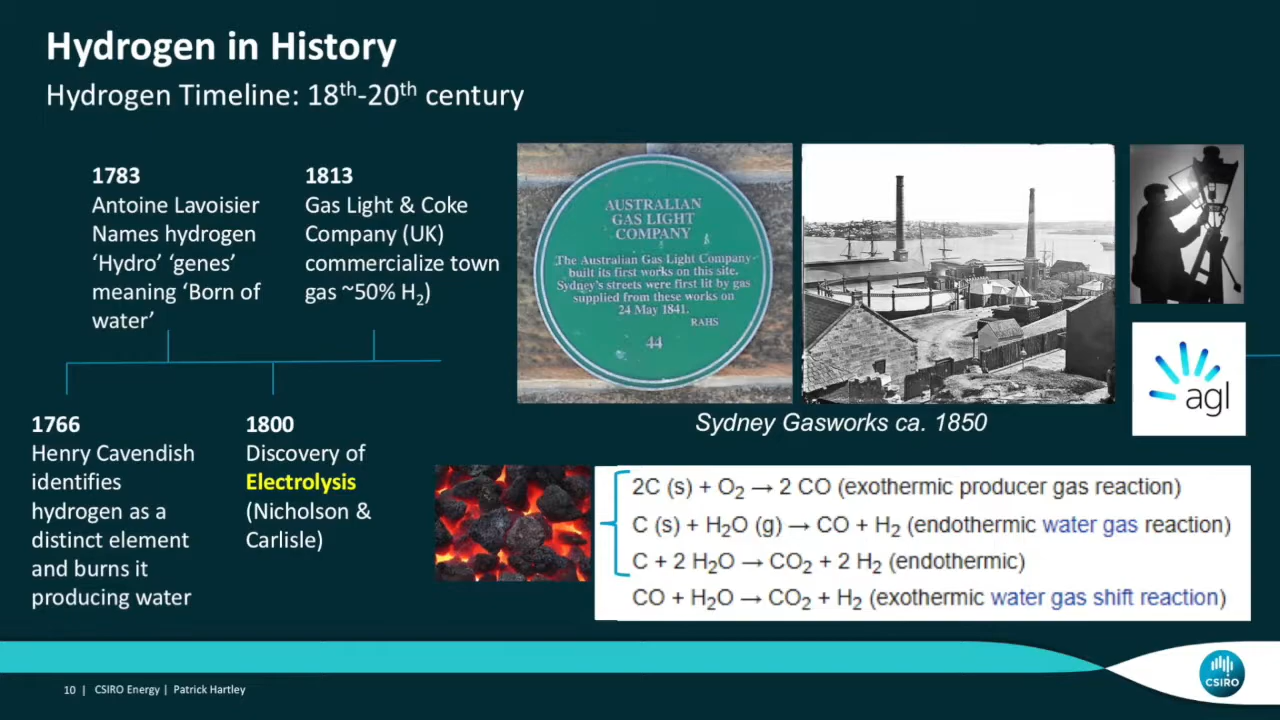 Hydrogen in History
Hydrogen Timeline: 18th-20th century
1783
Antoine Lavoisier
Names hydrogen
‘Hydro’ ‘genes’
meaning ‘Born of
water’
1813
Gas Light & Coke
Company (UK)
commercialize town
gas ~50% H₂)
1766
Henry Cavendish
identifies
hydrogen as a
distinct element
and burns it
producing water
1800
Discovery of
Electrolysis
(Nicholson &
Carlisle)
AUSTRALIAN
GAS LIGHT
COMPANY
The Australian Gas Light Company
built its first works on this site.
Sydney's streets were first lit by gas
supplied from these works on
24 May 1841.
RAHS
44
agl
Sydney Gasworks ca. 1850
2C (s) + O₂ → 2 CO (exothermic producer gas reaction)
C (s) + H₂O (g) → CO + H₂ (endothermic water gas reaction)
C + 2 H₂O → CO₂ + 2 H₂ (endothermic)
CO + H₂O → CO₂ + H₂ (exothermic water gas shift reaction)
10 | CSIRO Energy | Patrick Hartley
CSIRO